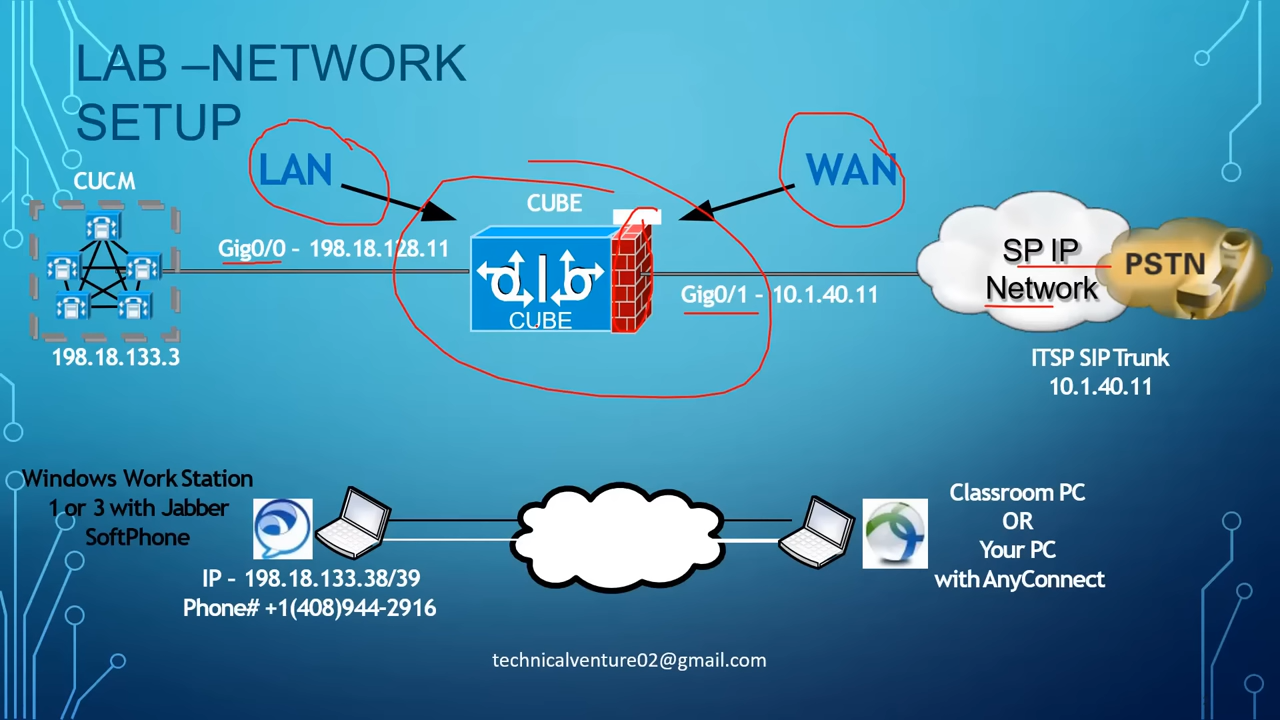 LAB –NETWORK
SETUP
LAN
WAN
CUCM
CUBE
Gig0/0 - 198.18.128.11
SP IP
Network
PSTN
Gig0/1 - 10.1.40.11
CUBE
198.18.133.3
ITSP SIP Trunk
10.1.40.11
Windows Work Station
1 or 3 with Jabber
SoftPhone
IP - 198.18.133.38/39
Phone# +1(408)944-2916
Classroom PC
OR
Your PC
with AnyConnect
technicalventure02@gmail.com